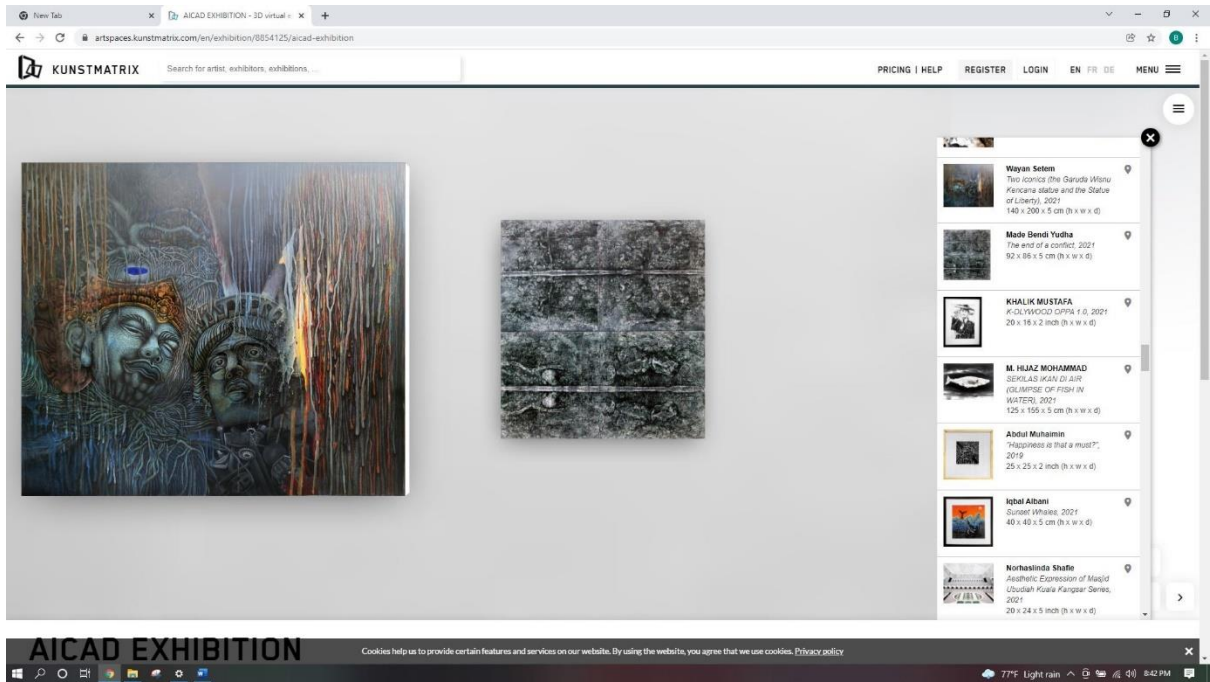 New Tab
AICAD EXHIBITION - 3D virtual e
artspaces.kunstmatrix.com/en/exhibition/8854125/aicad-exhibition
B
KUNSTMATRIX
Search for artist, exhibitors, exhibitions, ...
PRICING | HELP
REGISTER
LOGIN
EN FR DE
MENU
Wayan Setem
Two iconics (the Garuda Wisnu
Kencana statue and the Statue
of Liberty), 2021
140 x 200 x 5 cm (h x w x d)
Made Bendi Yudha
The end of a conflict, 2021
92 x 86 x 5 cm (h x w x d)
KHALIK MUSTAFA
K-OLYWOOD OPPA 1.0, 2021
20 x 16 x 2 inch (h x w x d)
M. HIJAZ MOHAMMAD
SEKILAS IKAN DI AIR
(GLIMPSE OF FISH IN
WATER), 2021
125 x 155 x 5 cm (h x w x d)
Abdul Muhaimin
"Happiness is that a must?",
2019
25 x 25 x 2 inch (h x w x d)
Iqbal Albani
Sunset Whales, 2021
40 x 40 x 5 cm (h x w x d)
Norhaslinda Shafie
Aesthetic Expression of Masjid
Ubudiah Kuala Kangsar Series,
2021
20 x 24 x 5 inch (h x w x d)
AICAD EXHIBITION
Cookies help us to provide certain features and services on our website. By using the website, you agree that we use cookies. Privacy policy
77°F Light rain
8:42 PM